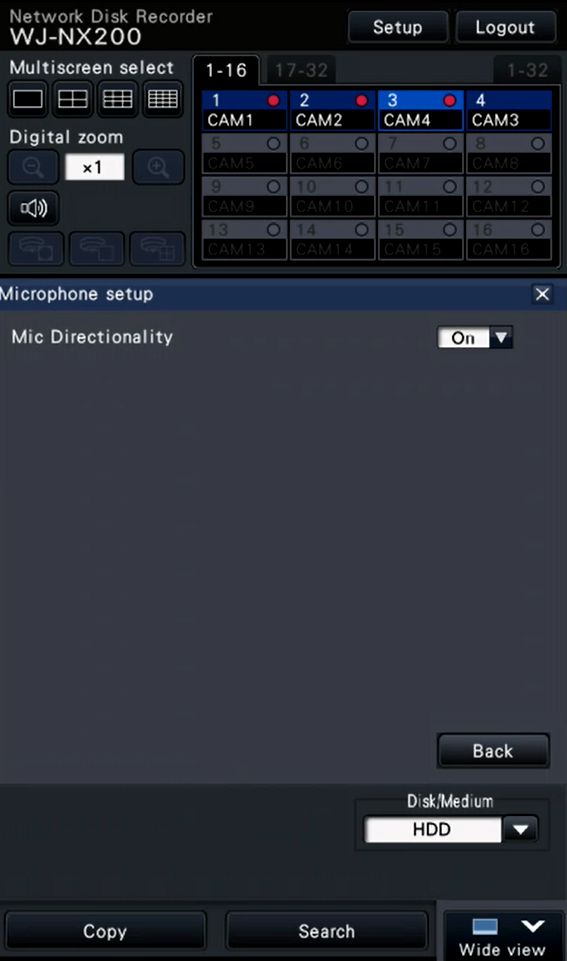 Network Disk Recorder
WJ-NX200
Setup
Logout
Multiscreen select
1-16
17-32
1-32
1
2
3
4
CAM1
CAM2
CAM4
CAM3
Digital zoom
×1
5
6
7
8
CAM5
CAM6
CAM7
CAM8
9
10
11
12
CAM9
CAM10
CAM11
CAM12
13
14
15
16
CAM13
CAM14
CAM15
CAM16
Microphone setup
Mic Directionality
On
Back
Disk/Medium
HDD
Copy
Search
Wide view